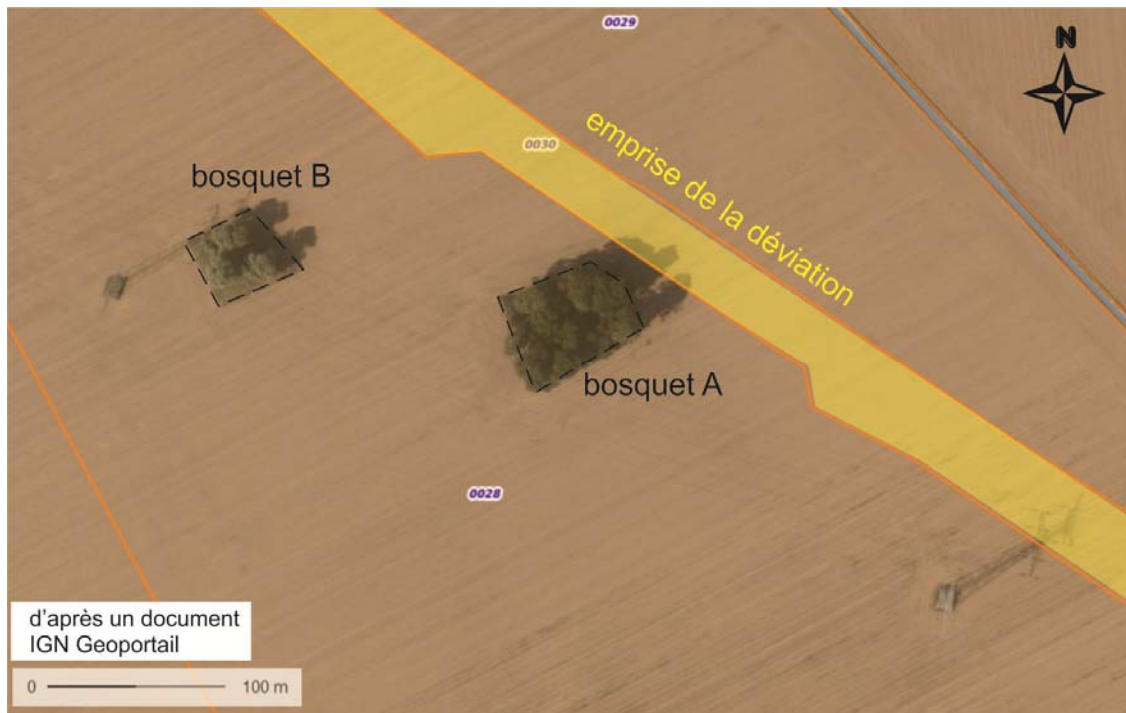 0029
N
0030
emprise de la déviation
bosquet B
bosquet A
0028
d'après un document
IGN Geoportail
0 100 m